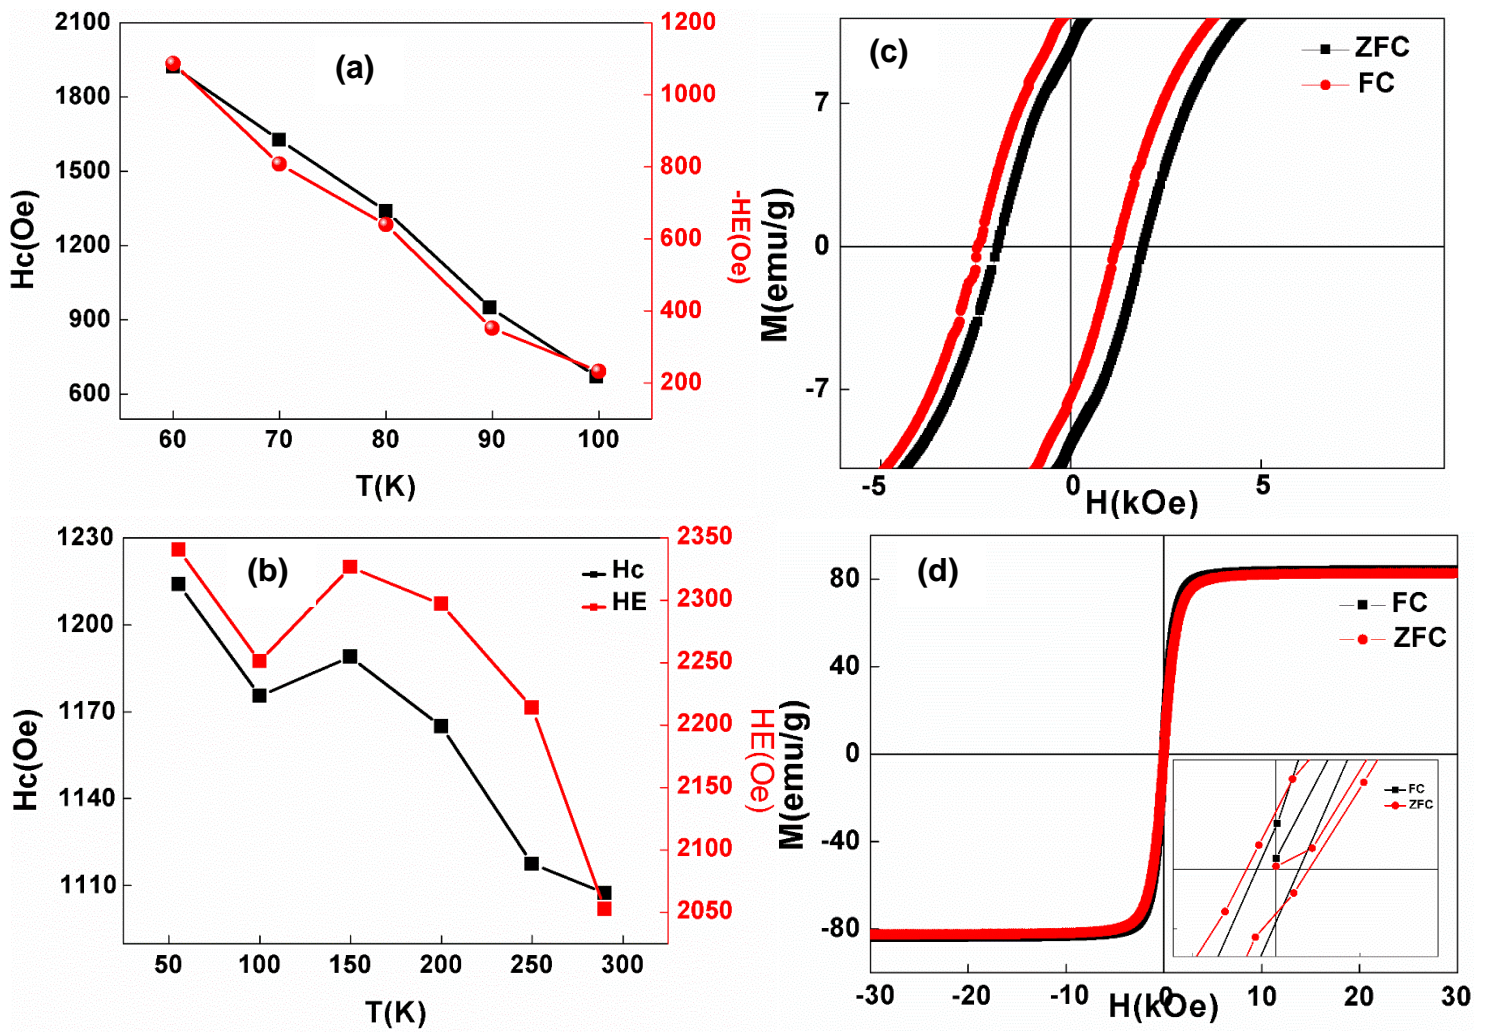 (a)
2100
1800
1500
1200
900
600
Hc(Oe)
1200
1000
800
600
400
200
-HE(Oe)
60 70 80 90 100
T(K)
(c)
ZFC
FC
7
0
-7
M(emu/g)
-5 0 5
H(kOe)
(b)
Hc
HE
1230
1200
1170
1140
1110
Hc(Oe)
2350
2300
2250
2200
2150
2100
2050
HE(Oe)
50 100 150 200 250 300
T(K)
(d)
FC
ZFC
80
40
0
-40
-80
M(emu/g)
FC
ZFC
-30 -20 -10 0 10 20 30
H(kOe)